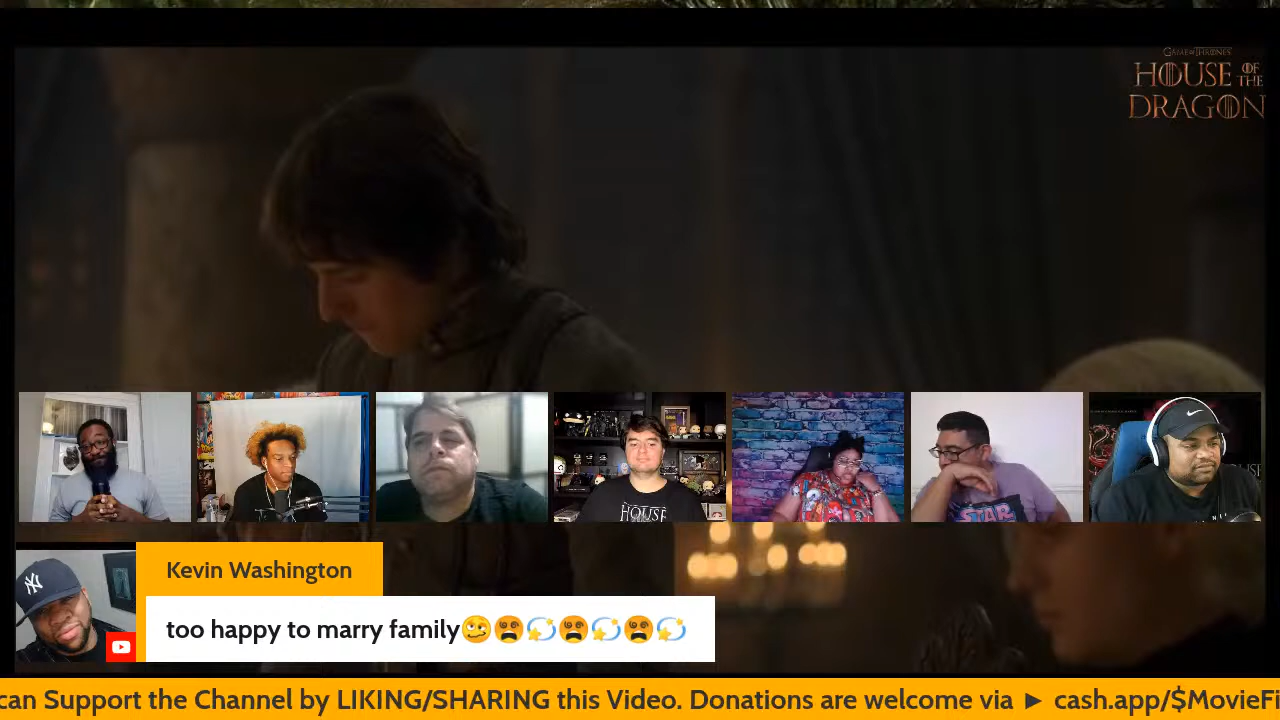 GAME OF THRONES
HOUSE OF THE
DRAGON
HOUSE
STAR
Kevin Washington
too happy to marry family🥴😵‍💫😵‍💫😵‍💫
can Support the Channel by LIKING/SHARING this Video. Donations are welcome via ► cash.app/$MovieFi